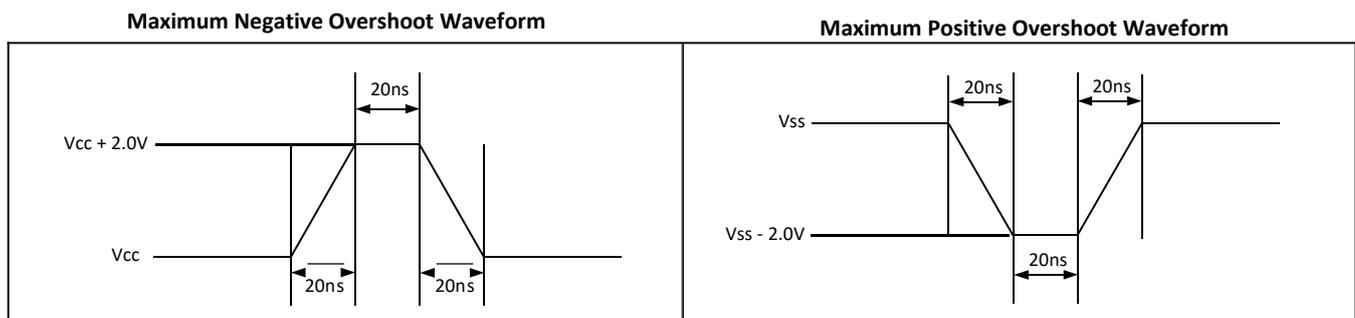 Maximum Negative Overshoot Waveform
20ns
Vcc + 2.0V
Vcc
20ns
20ns
Maximum Positive Overshoot Waveform
20ns
20ns
Vss
Vss - 2.0V
20ns